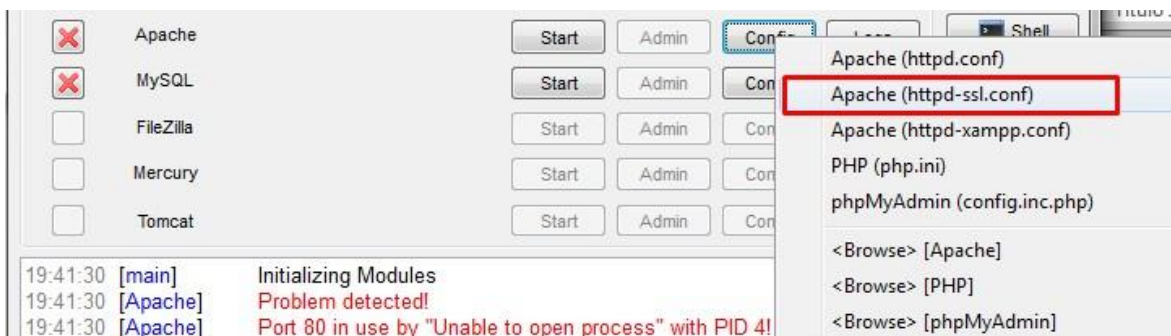 Apache Start Admin Config Logs Shell
Apache (httpd.conf)
MySQL Start Admin Apache (httpd-ssl.conf)
FileZilla Start Admin Apache (httpd-xampp.conf)
Mercury Start Admin PHP (php.ini)
phpMyAdmin (config.inc.php)
Tomcat Start Admin
<Browse> [Apache]
19:41:30 [main] Initializing Modules
<Browse> [PHP]
19:41:30 [Apache] Problem detected!
19:41:30 [Apache] Port 80 in use by "Unable to open process" with PID 4!
<Browse> [phpMyAdmin]